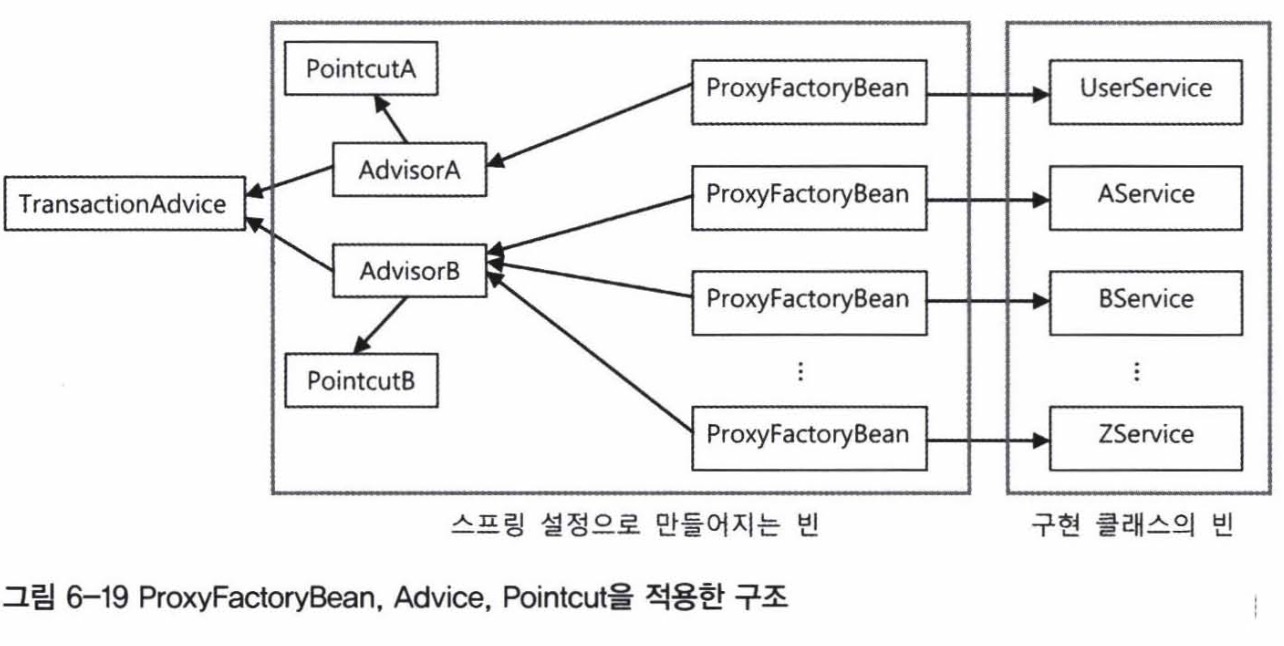 PointcutA
ProxyFactoryBean
UserService
AdvisorA
TransactionAdvice
ProxyFactoryBean
AService
AdvisorB
ProxyFactoryBean
BService
PointcutB
⋮
⋮
ProxyFactoryBean
ZService
스프링 설정으로 만들어지는 빈
구현 클래스의 빈
그림 6-19 ProxyFactoryBean, Advice, Pointcut을 적용한 구조